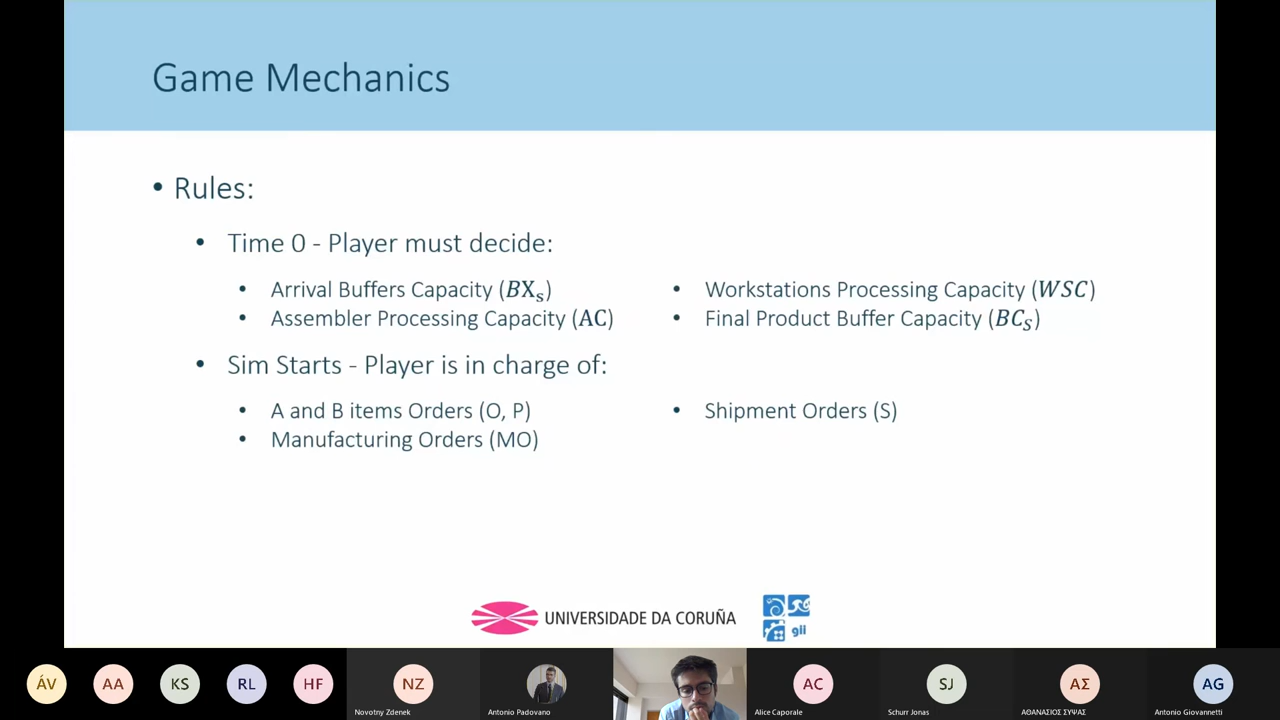 Game Mechanics
• Rules:
• Time 0 - Player must decide:
• Arrival Buffers Capacity (BXs)
• Assembler Processing Capacity (AC)
• Workstations Processing Capacity (WSC)
• Final Product Buffer Capacity (BCS)
• Sim Starts - Player is in charge of:
• A and B items Orders (O, P)
• Manufacturing Orders (MO)
• Shipment Orders (S)
UNIVERSIDADE DA CORUÑA
gii
ÁV
AA
KS
RL
HF
NZ
Novotny Zdenek
Antonio Padovano
AC
Alice Caporale
SJ
Schurr Jonas
ΑΣ
ΑΘΑΝΑΣΙΟΣ ΣΥΨΑΣ
AG
Antonio Giovannetti